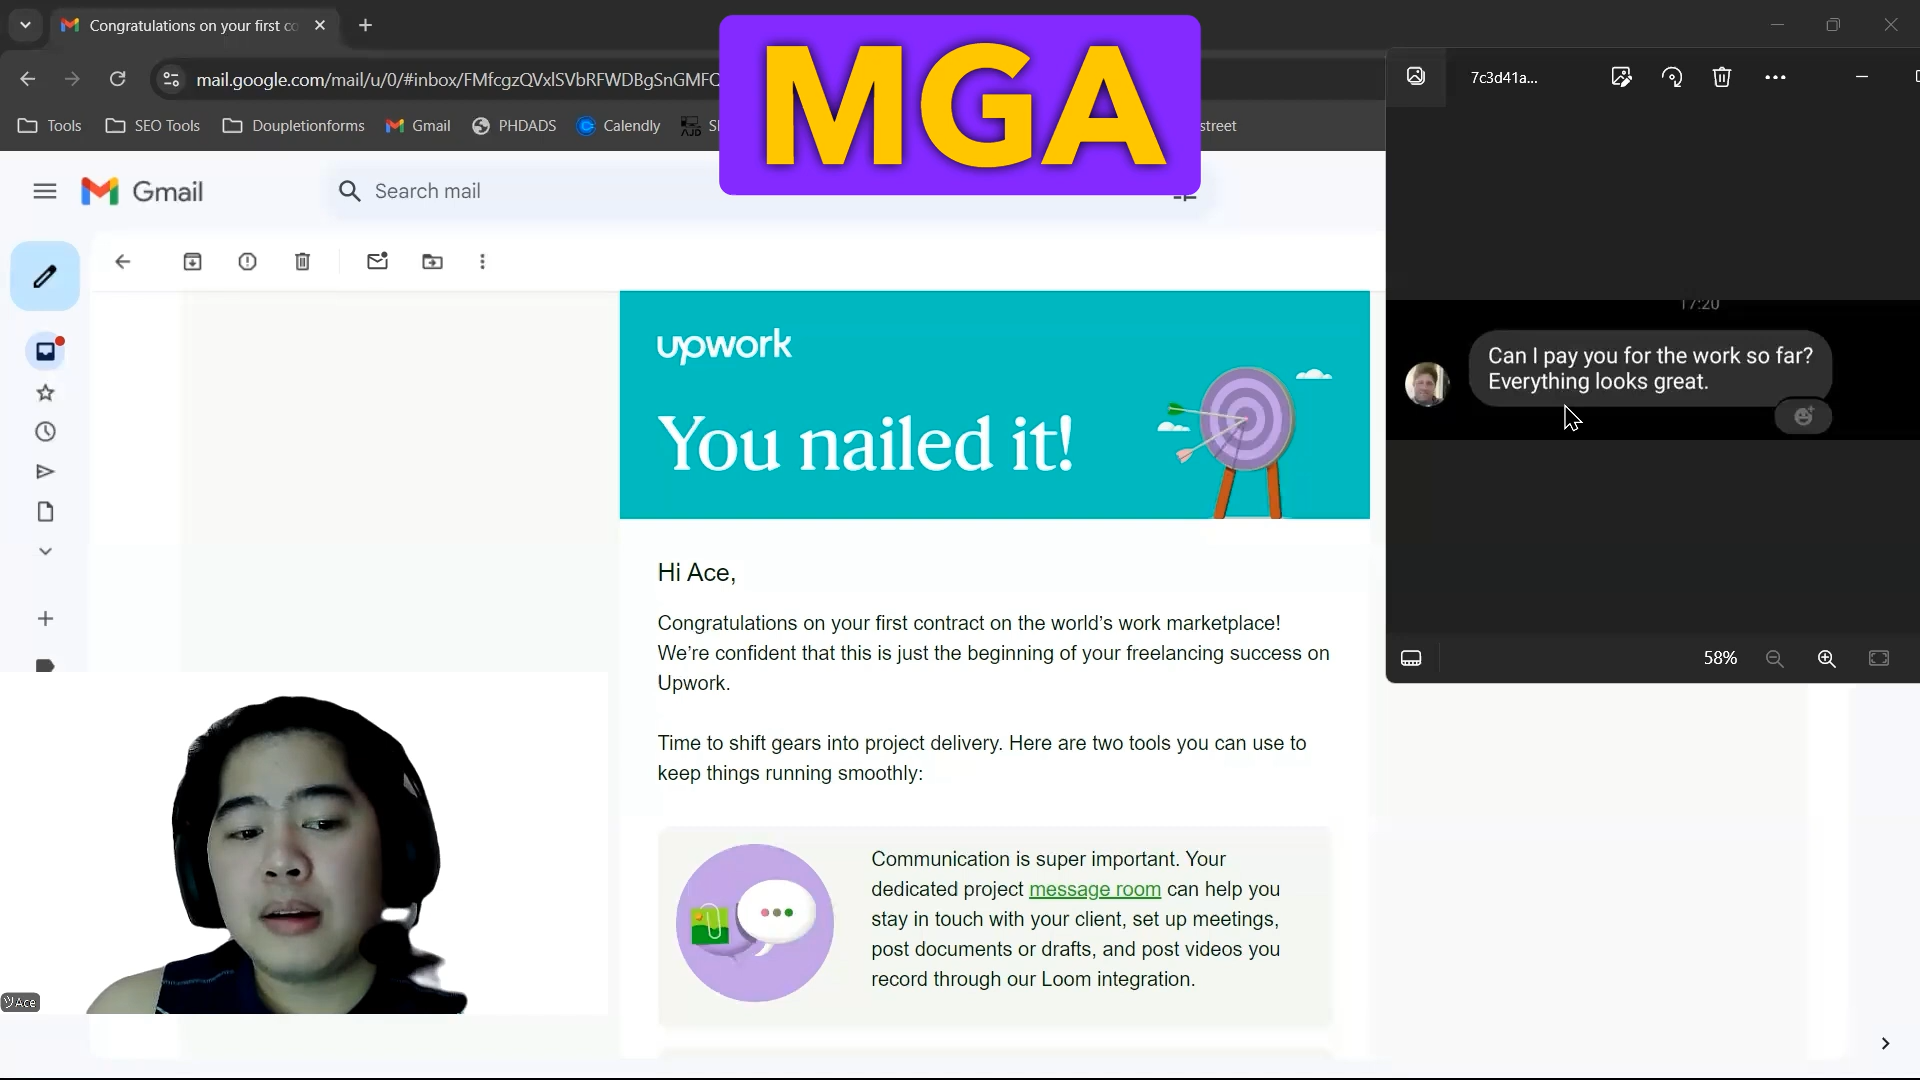 Congratulations on your first co
mail.google.com/mail/u/0/#inbox/FMfcgzQVxlSVbRFWDBgSnGMFC
MGA
7c3d41a...
Tools
SEO Tools
Doupletionforms
Gmail
PHDADS
Calendly
AJD
street
Gmail
Search mail
upwork
You nailed it!
17:20
Can I pay you for the work so far?
Everything looks great.
58%
Hi Ace,
Congratulations on your first contract on the world’s work marketplace!
We’re confident that this is just the beginning of your freelancing success on
Upwork.
Time to shift gears into project delivery. Here are two tools you can use to
keep things running smoothly:
Communication is super important. Your
dedicated project message room can help you
stay in touch with your client, set up meetings,
post documents or drafts, and post videos you
record through our Loom integration.
Ace